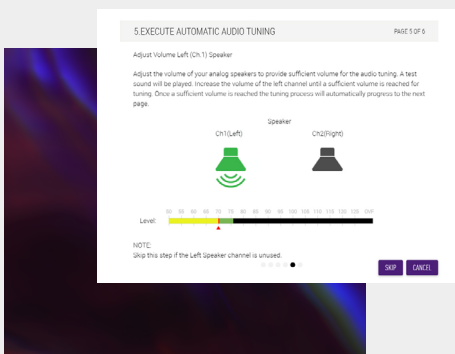 5.EXECUTE AUTOMATIC AUDIO TUNING
PAGE 5 OF 6
Adjust Volume Left (Ch.1) Speaker
Adjust the volume of your analog speakers to provide sufficient volume for the audio tuning. A test
sound will be played. Increase the volume of the left channel until a sufficient volume is reached for
tuning. Once a sufficient volume is reached the tuning process will automatically progress to the next
page.
Speaker
Ch1(Left) Ch2(Right)
Level:
NOTE:
Skip this step if the Left Speaker channel is unused.
SKIP CANCEL